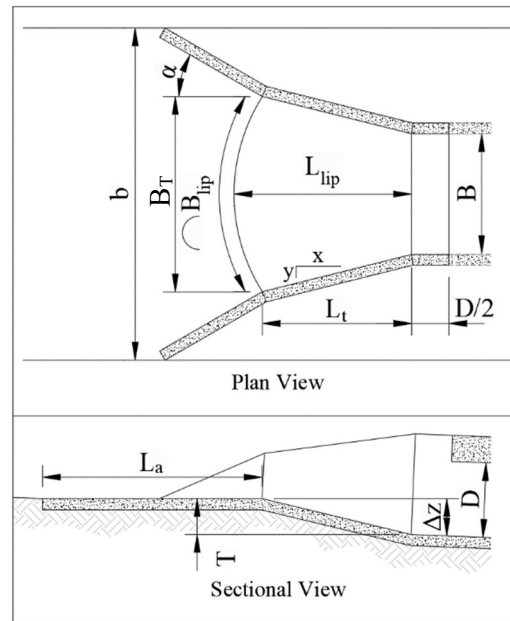 α
b
B_T
B_lip
L_lip
B
x
y
L_t
D/2
Plan View
L_a
D
Δz
T
Sectional View